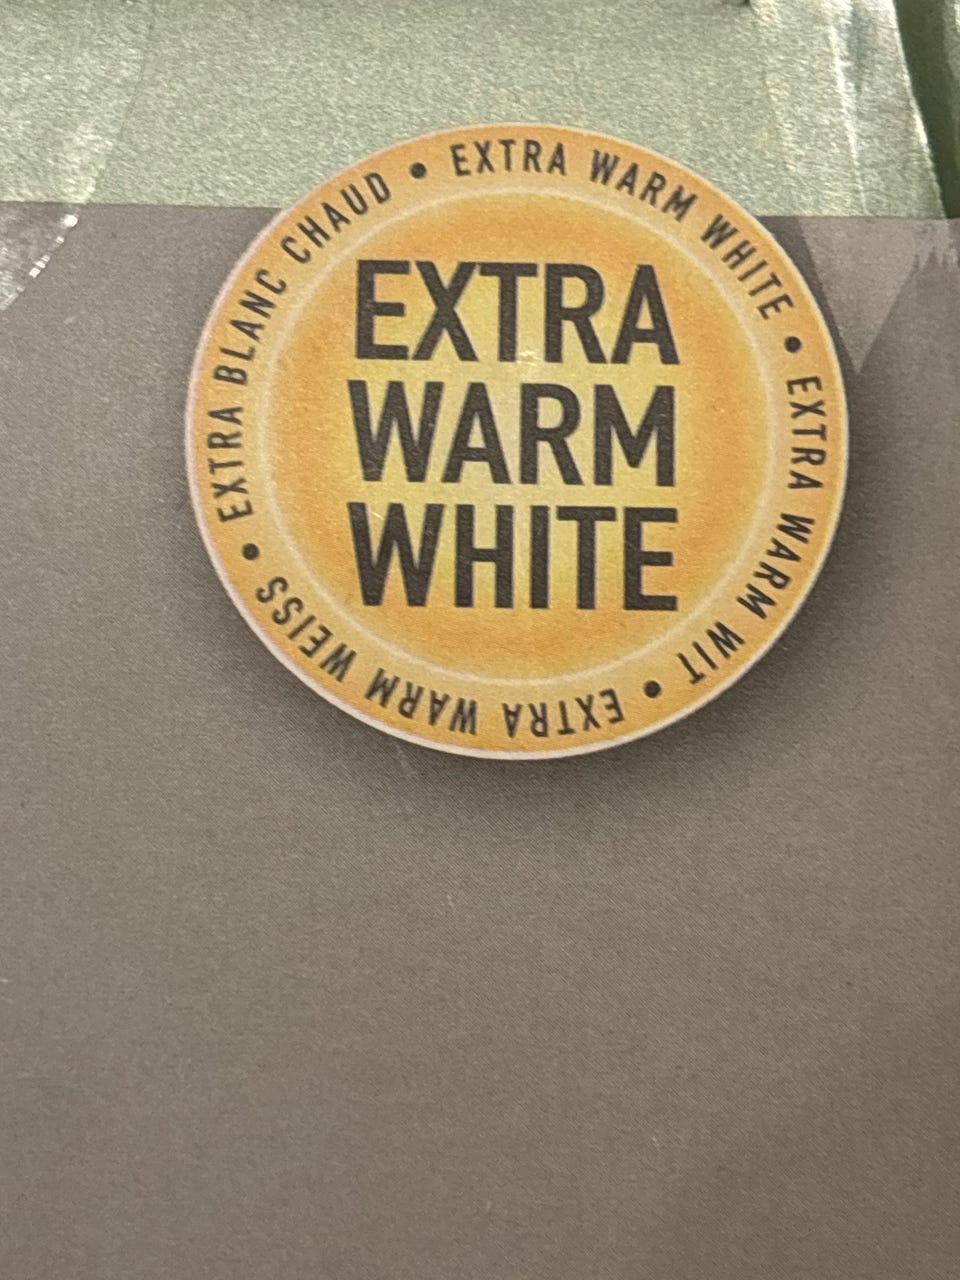 EXTRA
WARM
WHITE
EXTRA WARM WHITE • EXTRA WARM WIT • EXTRA WARM WEISS • EXTRA BLANC CHAUD •